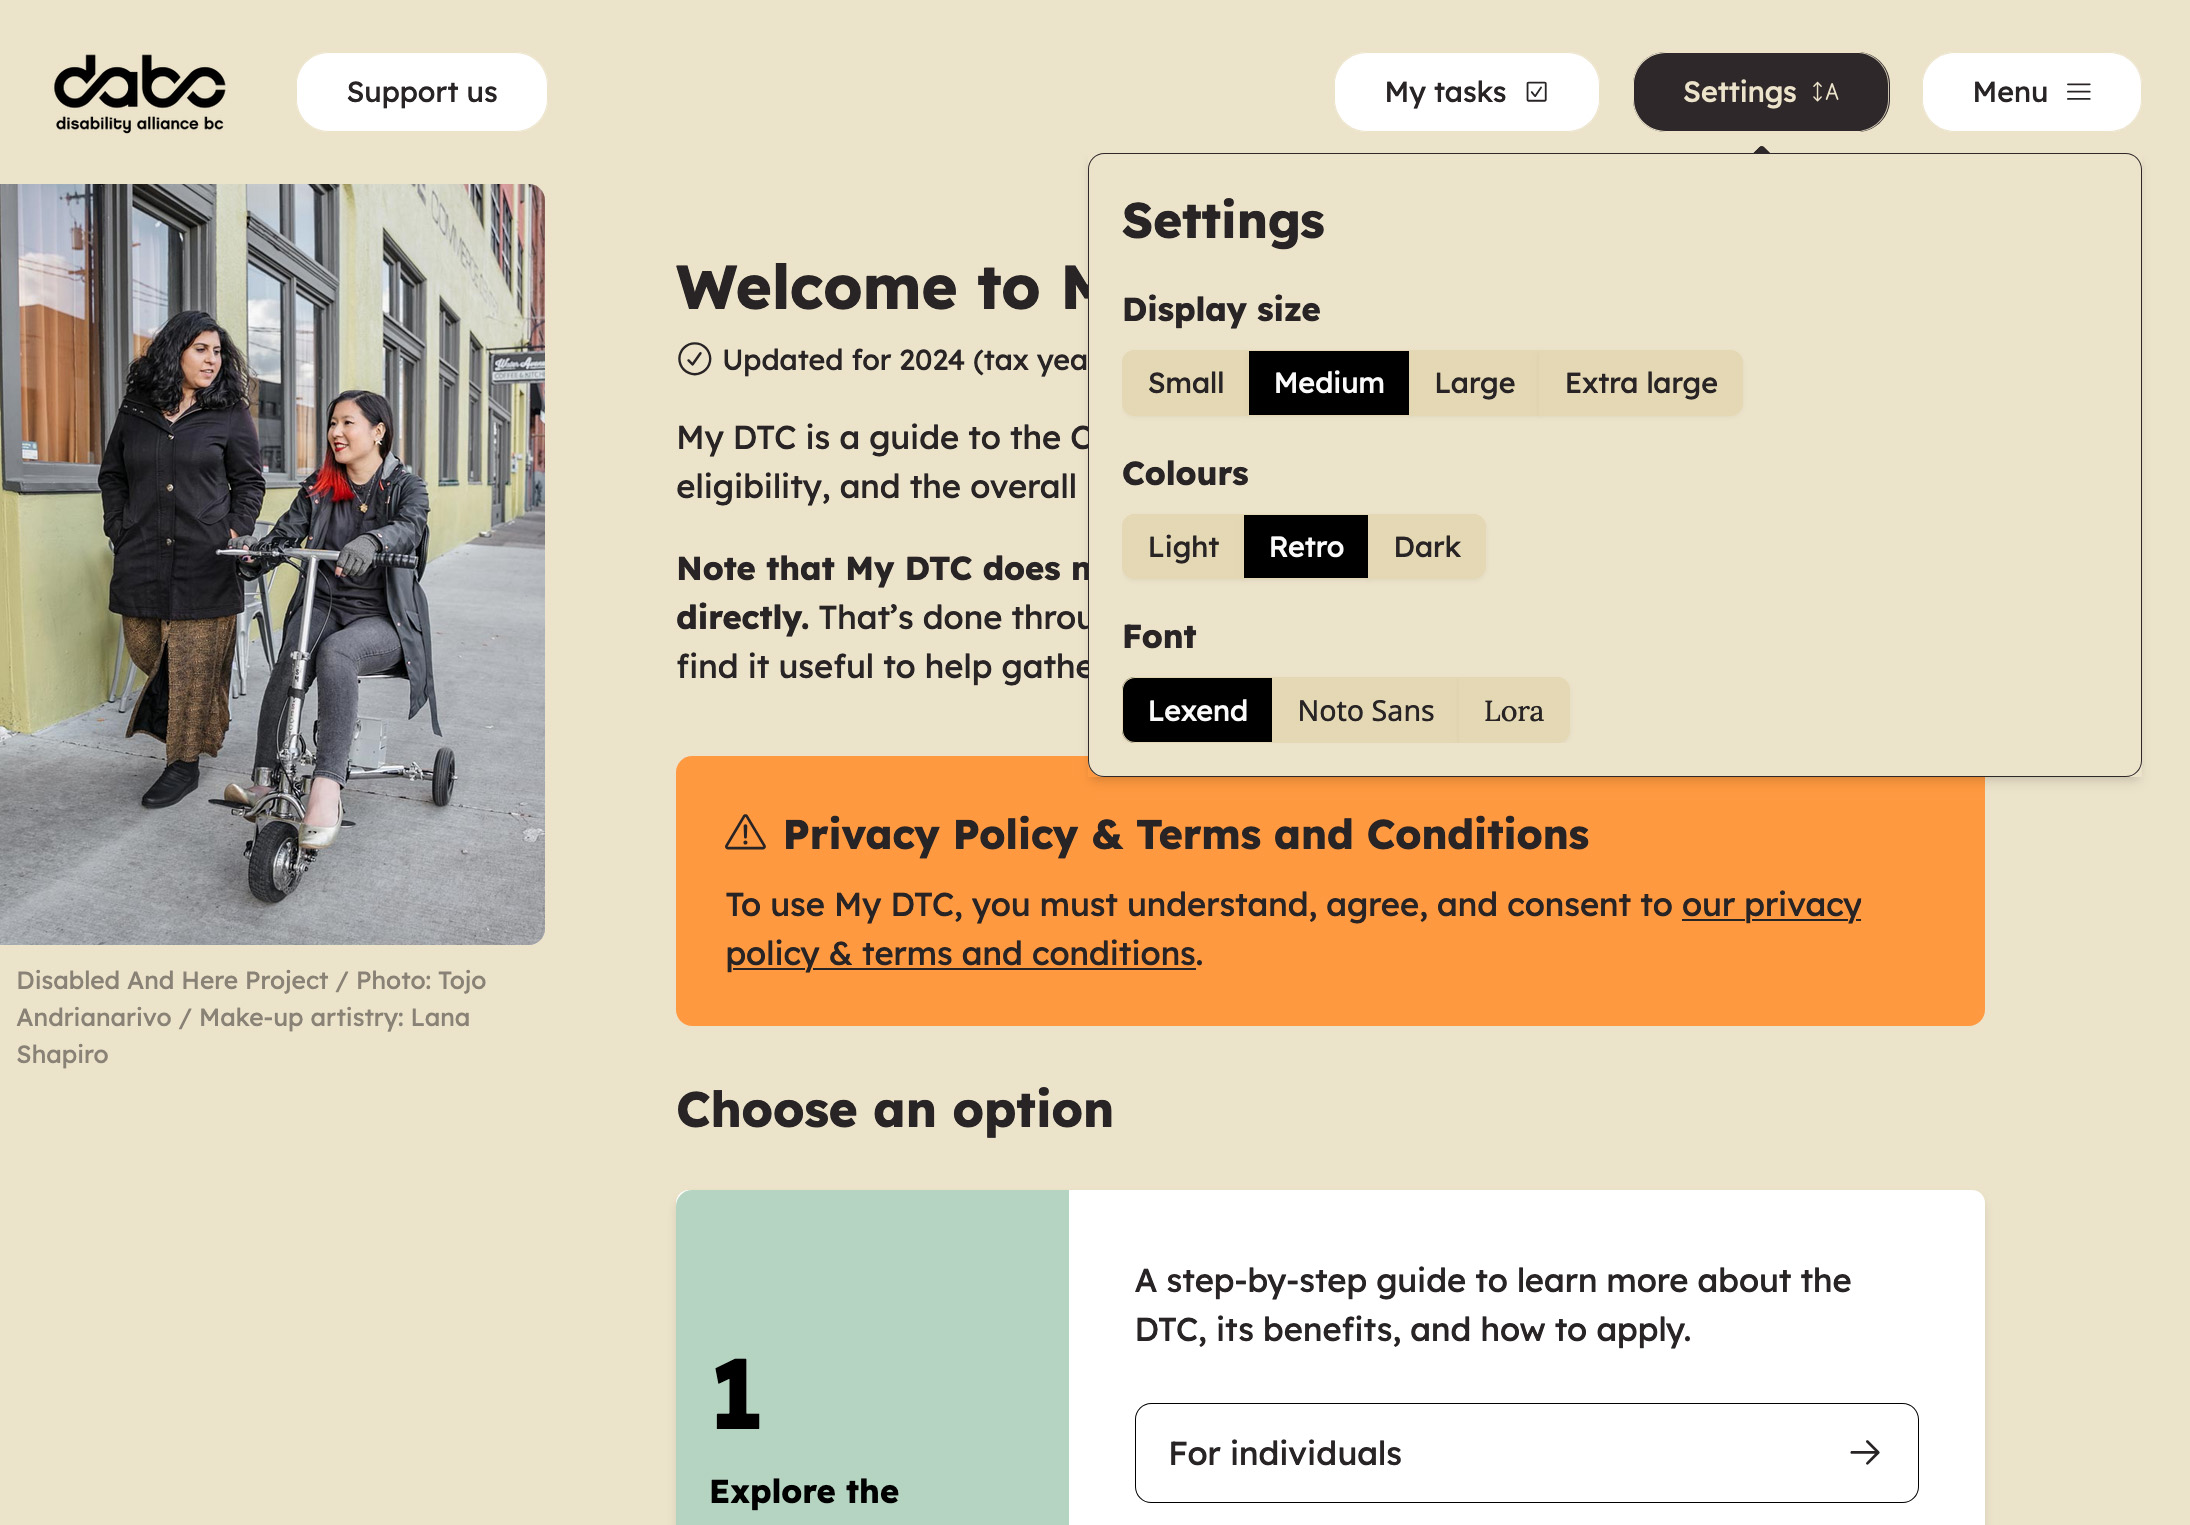 dabc
disability alliance bc
Support us
My tasks
Settings
Menu
Settings
Display size
Small Medium Large Extra large
Colours
Light Retro Dark
Font
Lexend Noto Sans Lora
Welcome to
Updated for 2024 (tax
My DTC is a guide to the
eligibility, and the overall
Note that My DTC does
directly. That’s done
find it useful to help
Privacy Policy & Terms and Conditions
To use My DTC, you must understand, agree, and consent to our privacy
policy & terms and conditions.
Disabled And Here Project / Photo: Tojo
Andrianarivo / Make-up artistry: Lana
Shapiro
Choose an option
1
Explore the
A step-by-step guide to learn more about the
DTC, its benefits, and how to apply.
For individuals